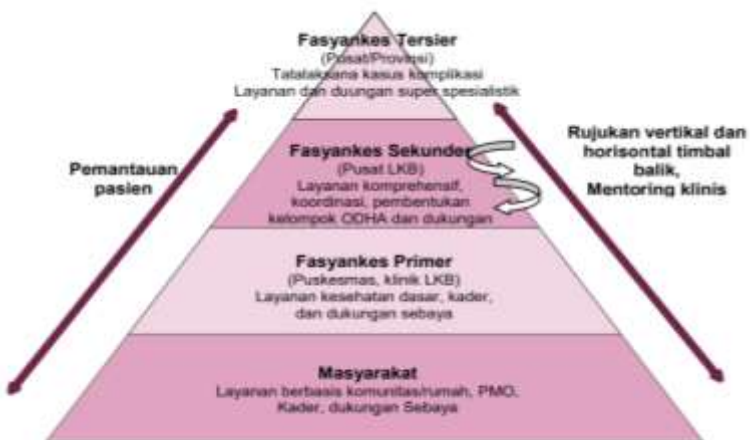 Fasyankes Tersier
(Pusat/Provinsi)
Tatalaksana kasus komplikasi
Layanan dan duungan super spesialistik
Pemantauan
pasien
Fasyankes Sekunder
(Pusat LKB)
Layanan komprehensif,
koordinasi, pembentukan
kelompok ODHA dan dukungan
Rujukan vertikal dan
horisontal timbal
balik,
Mentoring klinis
Fasyankes Primer
(Puskesmas, klinik LKB)
Layanan kesehatan dasar, kader,
dan dukungan sebaya
Masyarakat
Layanan berbasis komunitas/rumah, PMO,
Kader, dukungan Sebaya